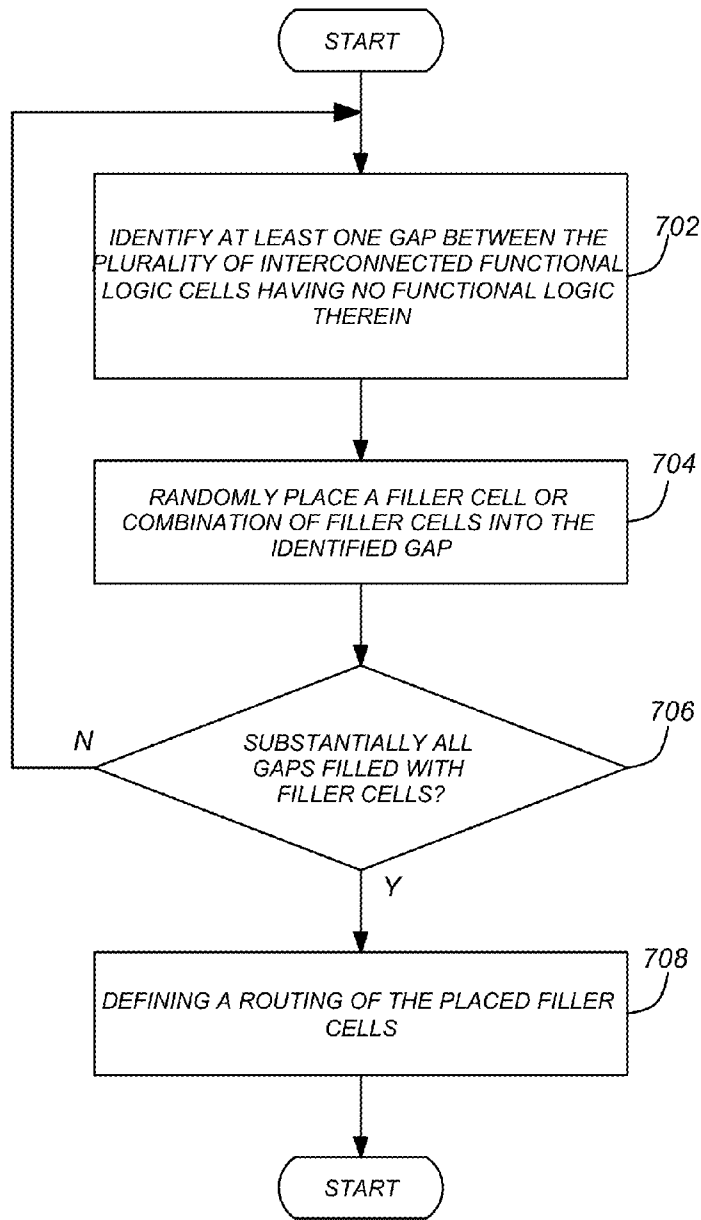 START
IDENTIFY AT LEAST ONE GAP BETWEEN THE
PLURALITY OF INTERCONNECTED FUNCTIONAL
LOGIC CELLS HAVING NO FUNCTIONAL LOGIC
THEREIN
702
RANDOMLY PLACE A FILLER CELL OR
COMBINATION OF FILLER CELLS INTO THE
IDENTIFIED GAP
704
N
SUBSTANTIALLY ALL
GAPS FILLED WITH
FILLER CELLS?
706
Y
DEFINING A ROUTING OF THE PLACED FILLER
CELLS
708
START